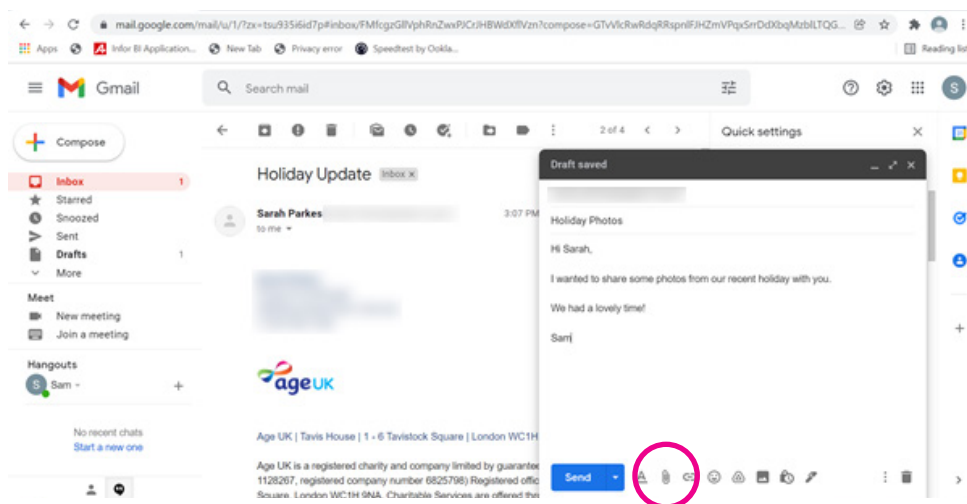 mail.google.com/mail/u/1/?zx=tsu935i6id7p#inbox/FMfcgzGllVphRnZwxPJCrJHBWdXflVzn?compose=GTvVlcRwRdqRRspnlFJHZmVPqxSrrDdXbqMzblLTQG...
Apps Infor BI Application... New Tab Privacy error Speedtest by Ookla... Reading list
Gmail Search mail S
Compose 2 of 4 Quick settings
Inbox 1
Starred
Snoozed
Sent
Drafts 1
More
Meet
New meeting
Join a meeting
Hangouts
S Sam
No recent chats
Start a new one
Holiday Update Inbox x
Sarah Parkes 3:07 PM
to me
ageUK
Age UK | Tavis House | 1 - 6 Tavistock Square | London WC1H
Age UK is a registered charity and company limited by guarantee
1128267, registered company number 6825798) Registered offic
Square, London WC1H 9NA. Charitable Services are offered thr
Draft saved
Holiday Photos
Hi Sarah,
I wanted to share some photos from our recent holiday with you.
We had a lovely time!
Sam
Send